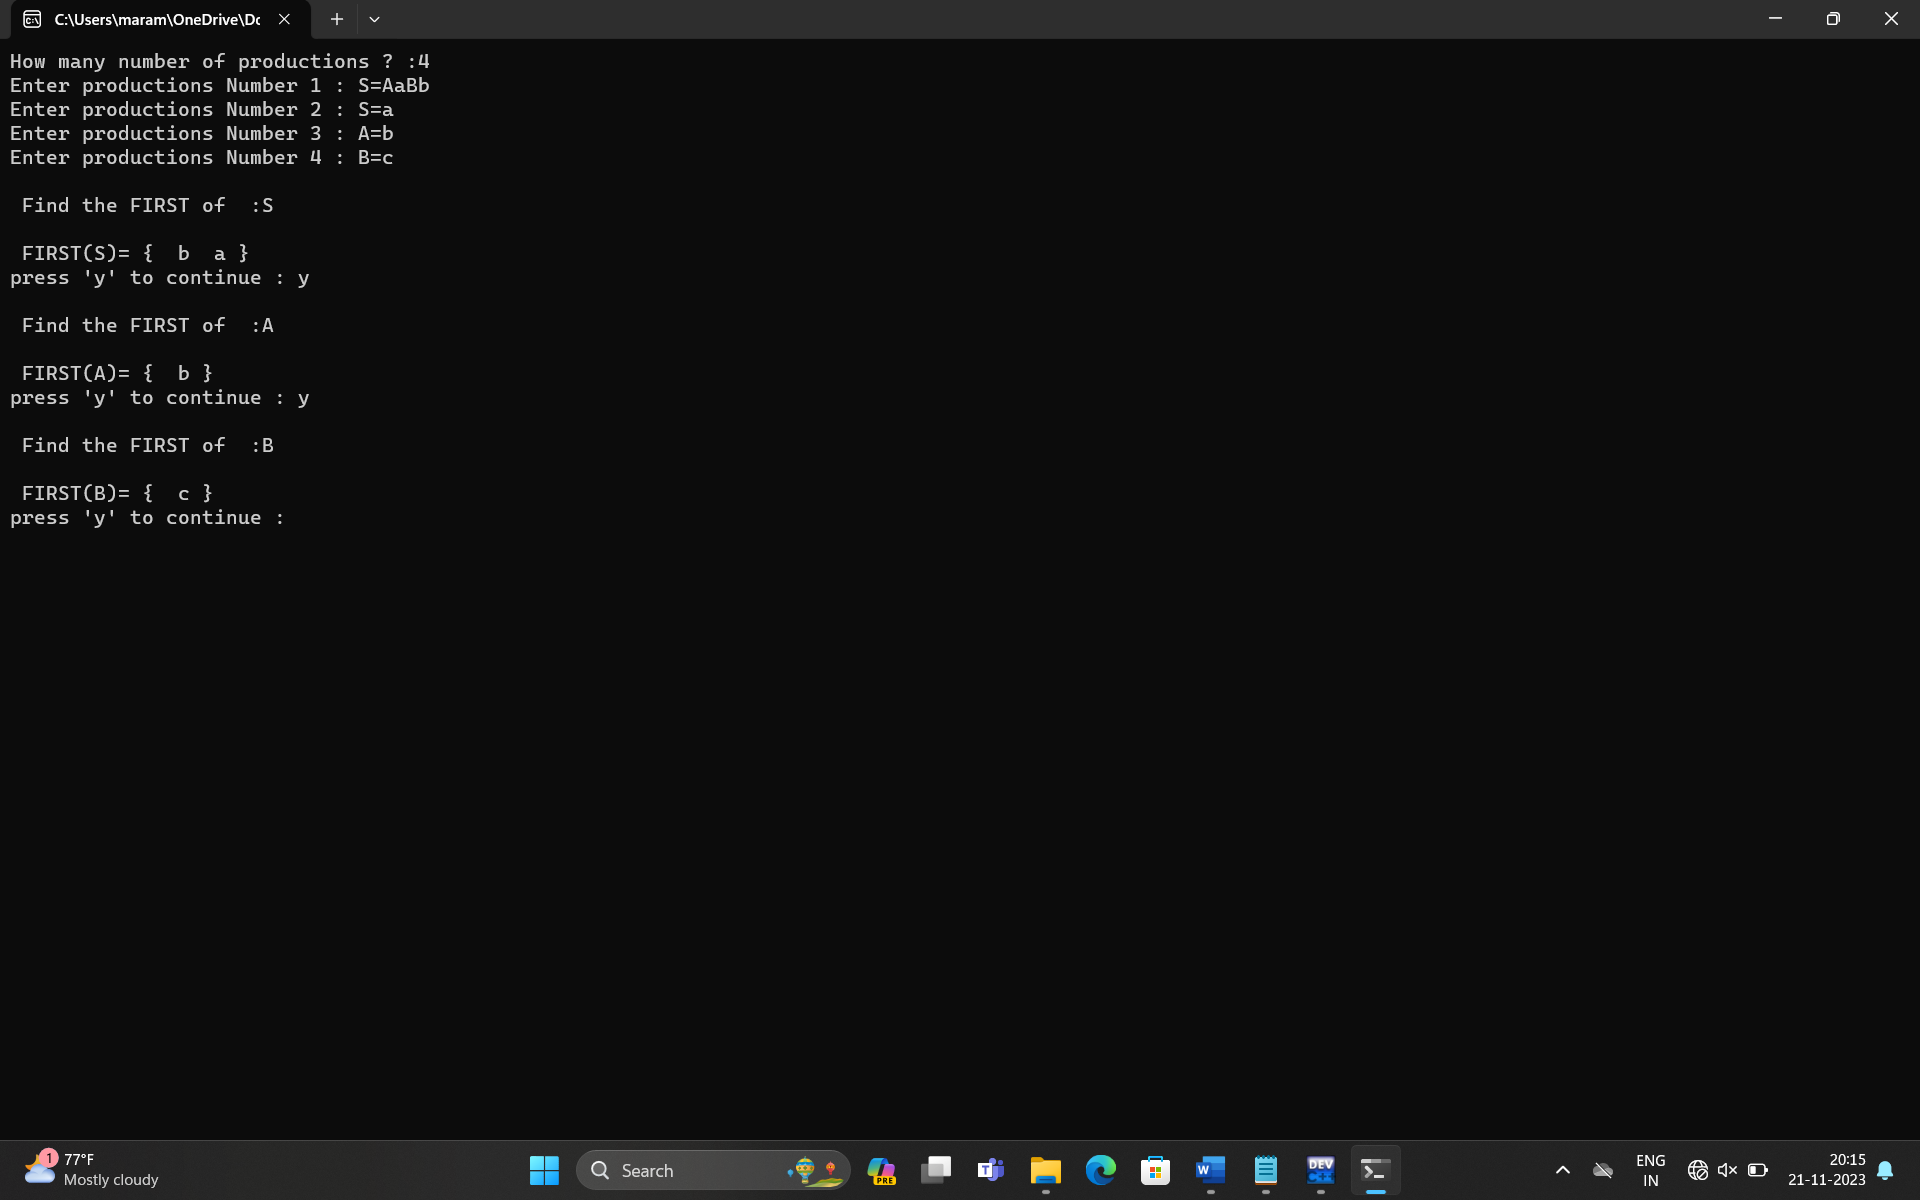 C:\Users\maram\OneDrive\Dc
How many number of productions ? :4
Enter productions Number 1 : S=AaBb
Enter productions Number 2 : S=a
Enter productions Number 3 : A=b
Enter productions Number 4 : B=c
Find the FIRST of  :S
FIRST(S)= {  b  a }
press 'y' to continue : y
Find the FIRST of  :A
FIRST(A)= {  b }
press 'y' to continue : y
Find the FIRST of  :B
FIRST(B)= {  c }
press 'y' to continue :
1
77°F
Mostly cloudy
Search
PRE
T
W
DEV
C++
ENG
IN
20:15
21-11-2023